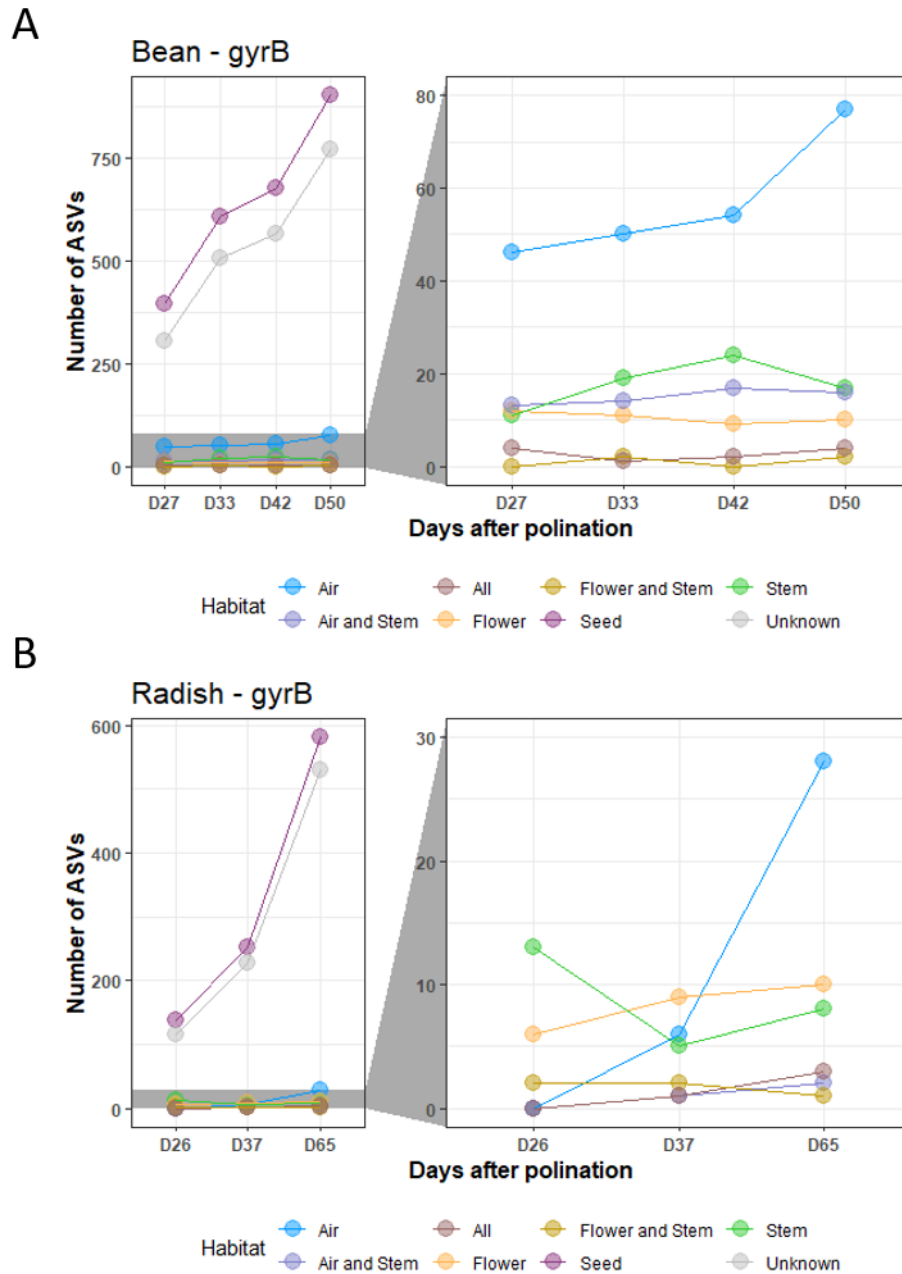 A
Bean - gyrB
Number of ASVs
750
500
250
0
D27 D33 D42 D50
80
60
40
20
0
D27 D33 D42 D50
Days after polination
Habitat
Air All Flower and Stem Stem
Air and Stem Flower Seed Unknown
B
Radish - gyrB
Number of ASVs
600
400
200
0
D26 D37 D65
30
20
10
0
D26 D37 D65
Days after polination
Habitat
Air All Flower and Stem Stem
Air and Stem Flower Seed Unknown